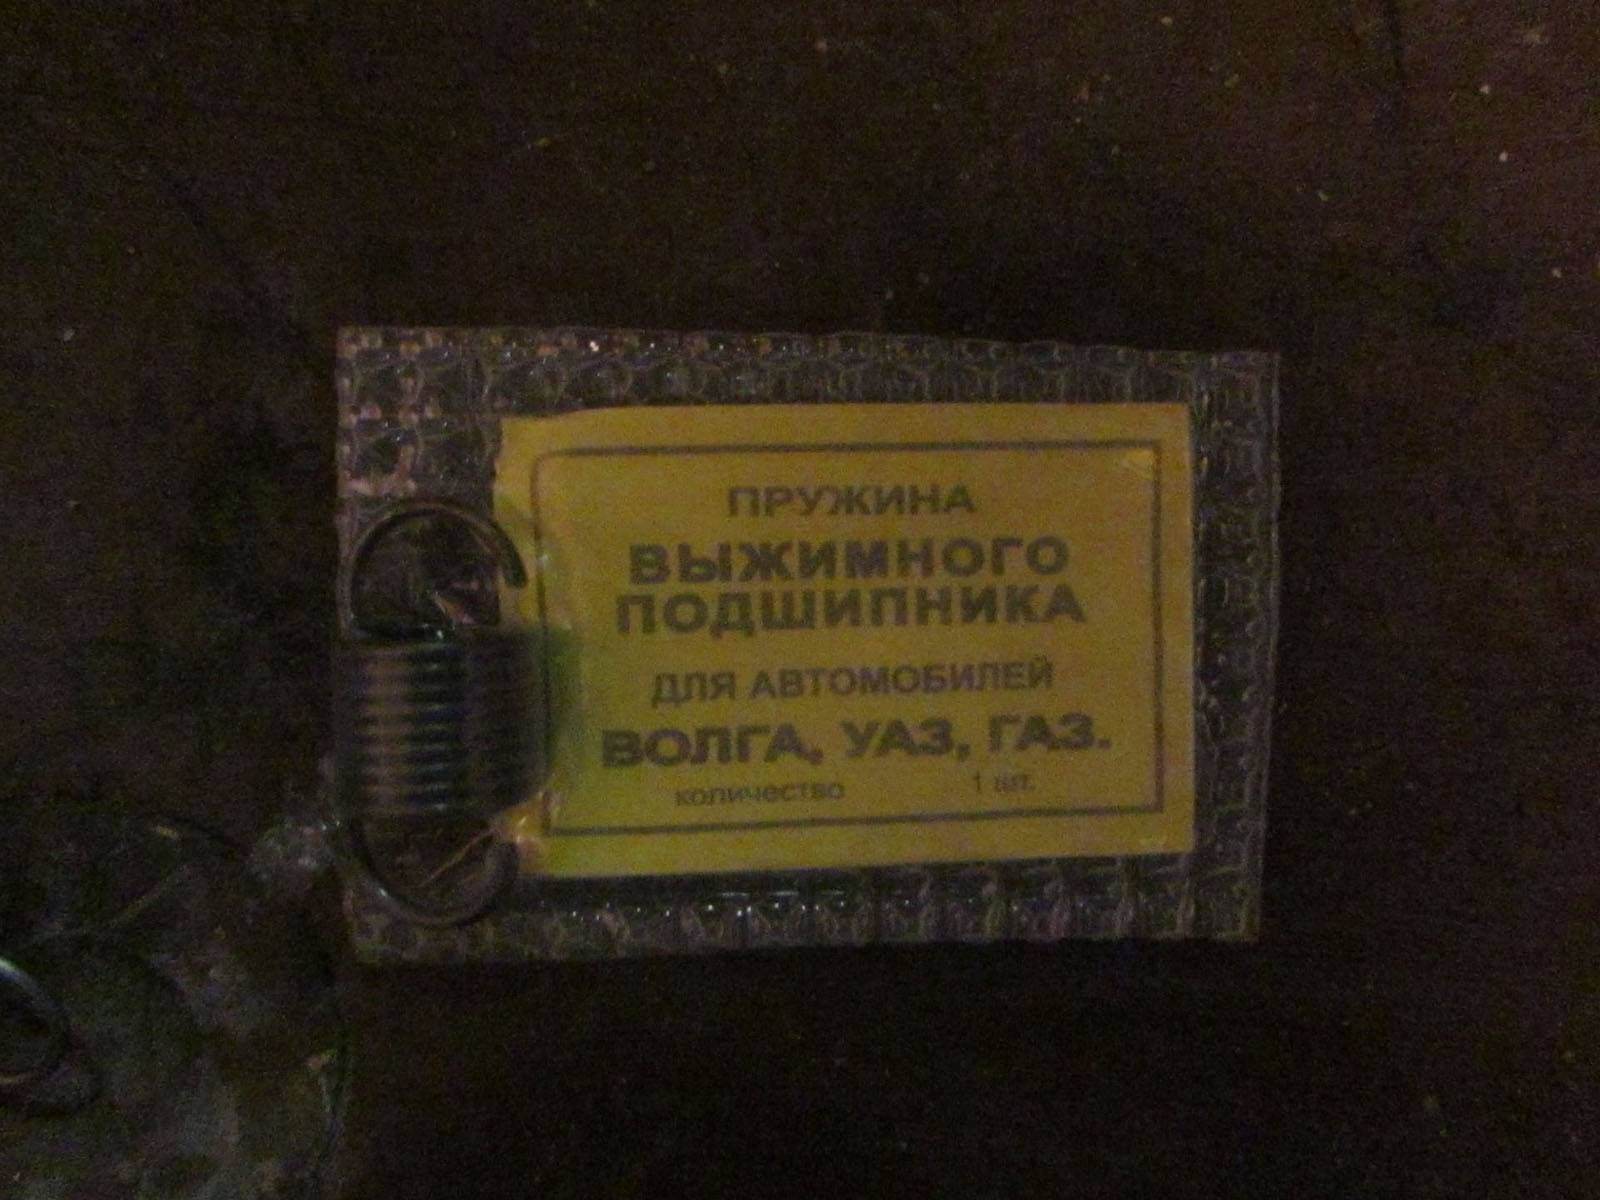 ПРУЖИНА
ВЫЖИМНОГО
ПОДШИПНИКА
ДЛЯ АВТОМОБИЛЕЙ
ВОЛГА, УАЗ, ГАЗ.
количество 1 шт.